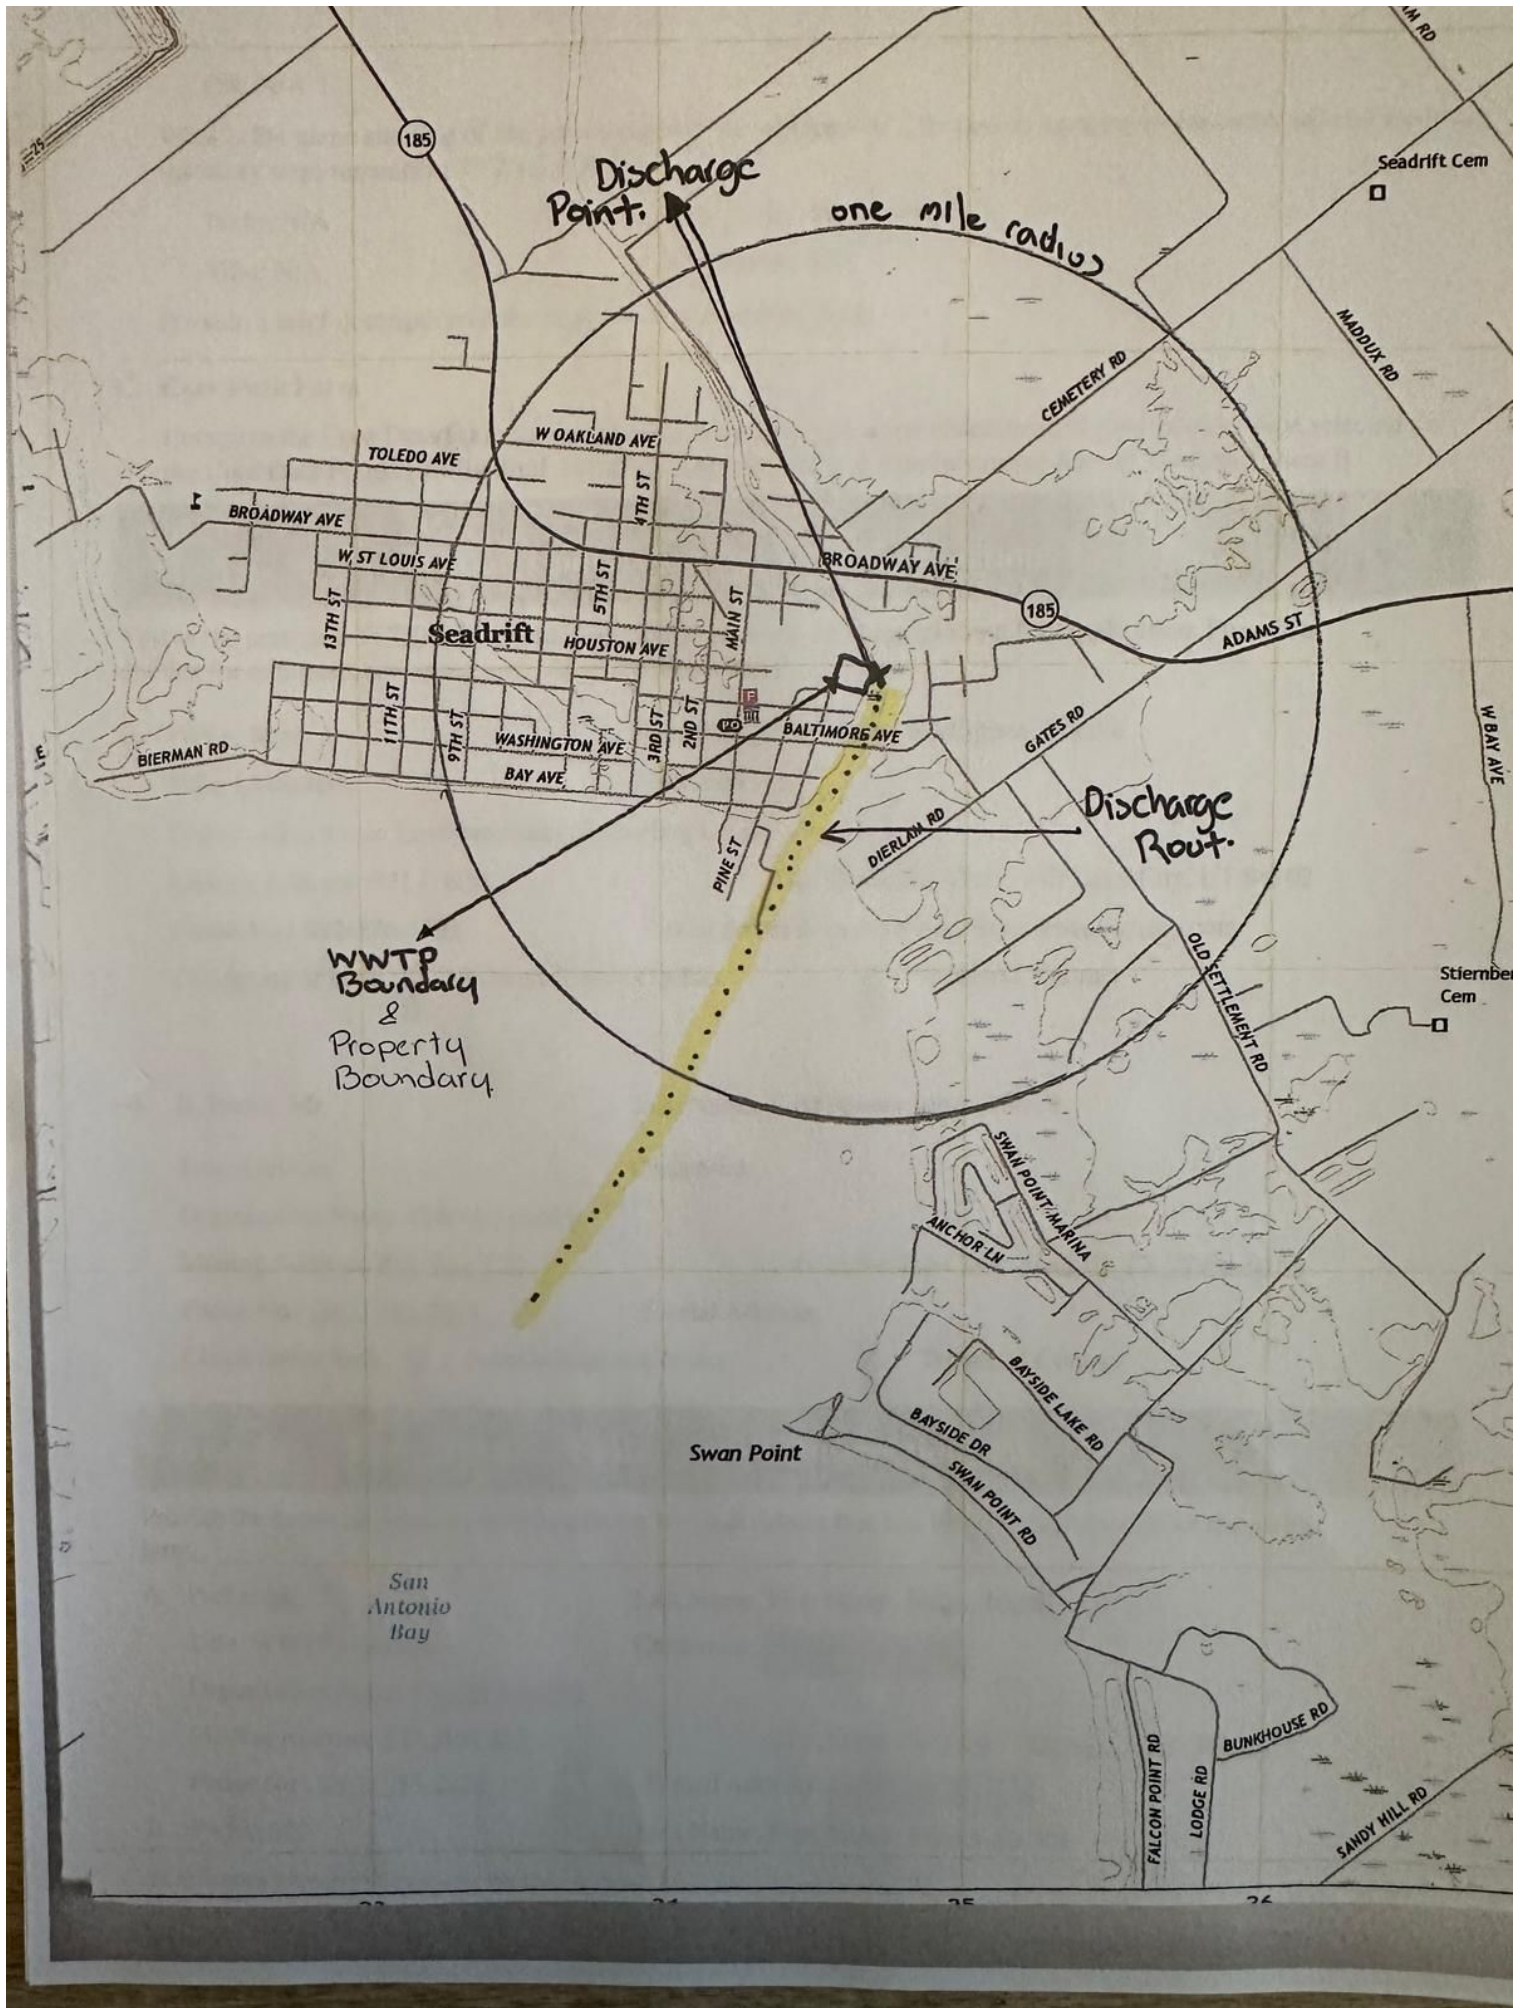 185
Seadrift Cem
Discharge
Point.
one mile radius
MADDUX RD
CEMETERY RD
W OAKLAND AVE
TOLEDO AVE
4TH ST
BROADWAY AVE
W ST LOUIS AVE
BROADWAY AVE
5TH ST
13TH ST
MAIN ST
185
ADAMS ST
Seadrift
HOUSTON AVE
11TH ST
9TH ST
3RD ST
2ND ST
F
PO
BALTIMORE AVE
WASHINGTON AVE
GATES RD
W BAY AVE
BIERMAN RD
BAY AVE
Discharge
Rout.
DIERLAM RD
PINE ST
WWTP
Boundary
&
Property
Boundary.
OLD SETTLEMENT RD
Stiernber
Cem
SWAN POINT MARINA
ANCHOR LN
BAYSIDE LAKE RD
BAYSIDE DR
Swan Point
SWAN POINT RD
San
Antonio
Bay
BUNKHOUSE RD
FALCON POINT RD
LODGE RD
SANDY HILL RD